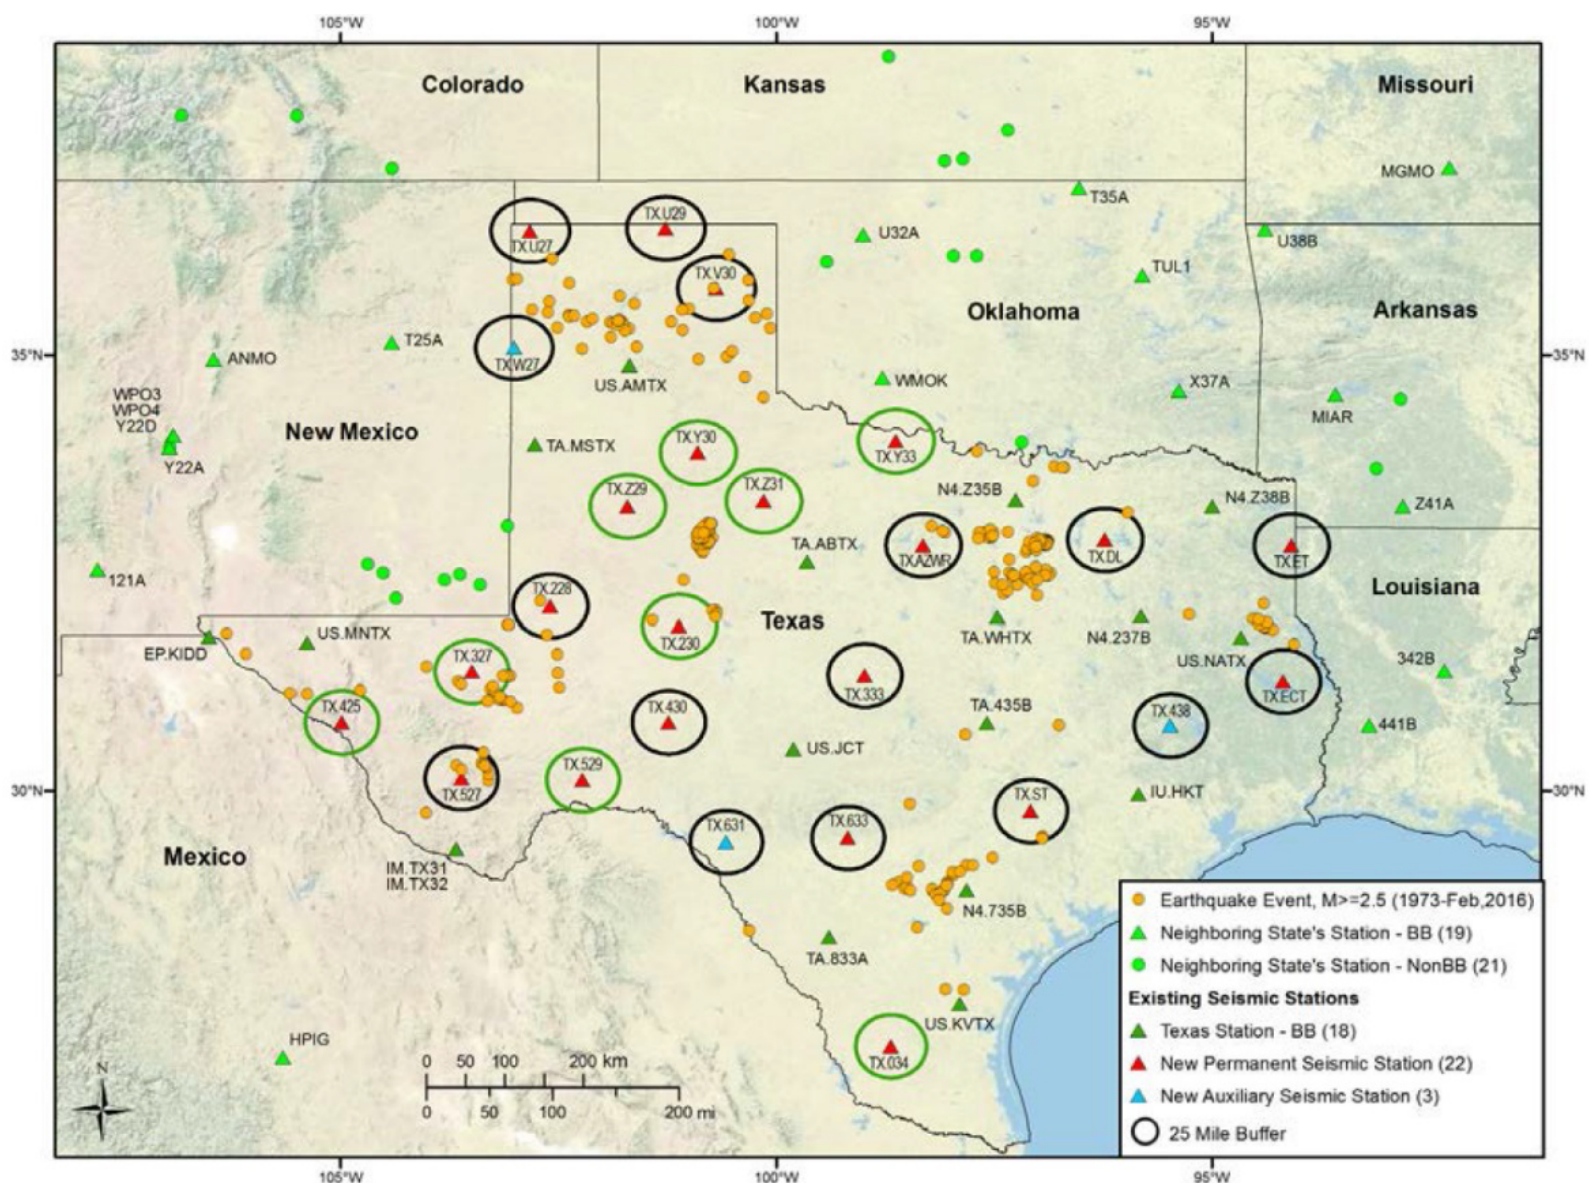 105°W 100°W 95°W
Colorado Kansas Missouri
MGMO
T35A
TX.U27 TX.U29 U32A U38B
TX.V30 TUL1
Oklahoma Arkansas
35°N ANMO T25A TX.W27 35°N
US.AMTX WMOK X37A MIAR
WPO3
WPO4
Y22D
Y22A
New Mexico TA.MSTX TX.Y30 TX.Y33
TX.Z29 TX.Z31 N4.Z35B N4.Z38B Z41A
TA.ABTX TX.AZWR TX.DL TX.ET
121A TX.228 Louisiana
EP.KIDD US.MNTX TX.230 Texas TA.WHTX N4.237B
US.NATX 342B
TX.327 TX.333 TX.ECT
TX.425 TX.430 TA.435B TX.438 441B
US.JCT
30°N TX.527 TX.529 TX.ST IU.HKT 30°N
TX.631 TX.633
Mexico
IM.TX31
IM.TX32
N4.735B
TA.833A
US.KVTX
HPIG TX.034
N
0 50 100 200 km
0 50 100 200 mi
Earthquake Event, M>=2.5 (1973-Feb,2016)
Neighboring State's Station - BB (19)
Neighboring State's Station - NonBB (21)
Existing Seismic Stations
Texas Station - BB (18)
New Permanent Seismic Station (22)
New Auxiliary Seismic Station (3)
25 Mile Buffer
105°W 100°W 95°W